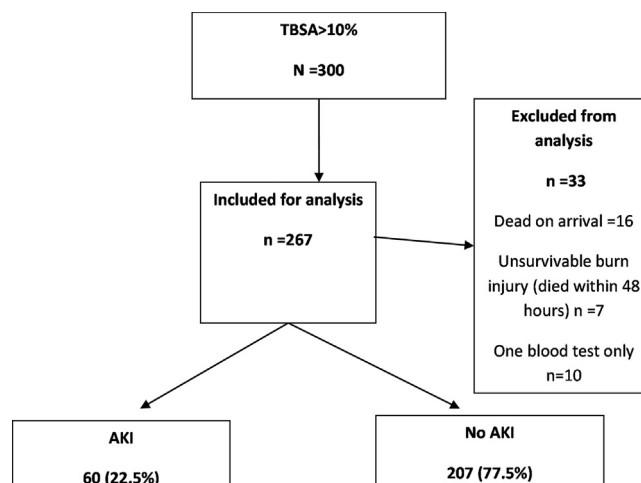 TBSA>10%
N =300
Excluded from
analysis
n =33
Dead on arrival =16
Unsurvivable burn
injury (died within 48
hours) n =7
One blood test only
n=10
Included for analysis
n =267
AKI
60 (22.5%)
No AKI
207 (77.5%)